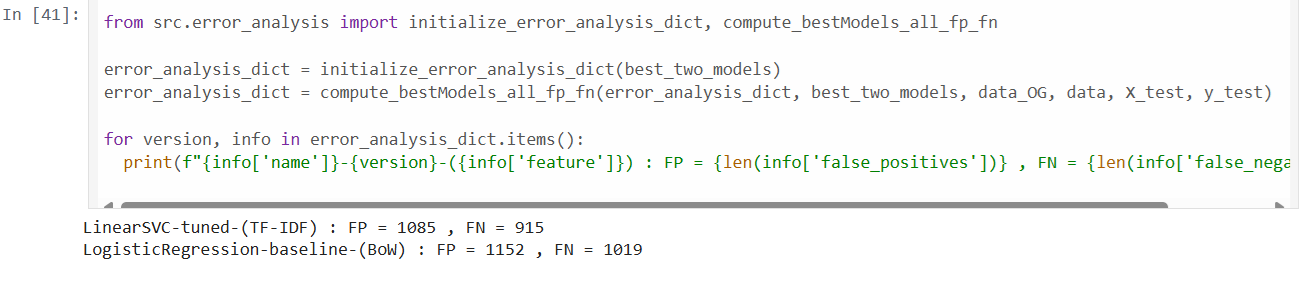 In [41]:
from src.error_analysis import initialize_error_analysis_dict, compute_bestModels_all_fp_fn
error_analysis_dict = initialize_error_analysis_dict(best_two_models)
error_analysis_dict = compute_bestModels_all_fp_fn(error_analysis_dict, best_two_models, data_OG, data, X_test, y_test)
for version, info in error_analysis_dict.items():
print(f"{info['name']}-{version}-({info['feature']}) : FP = {len(info['false_positives'])} , FN = {len(info['false_nega
LinearSVC-tuned-(TF-IDF) : FP = 1085 , FN = 915
LogisticRegression-baseline-(BoW) : FP = 1152 , FN = 1019